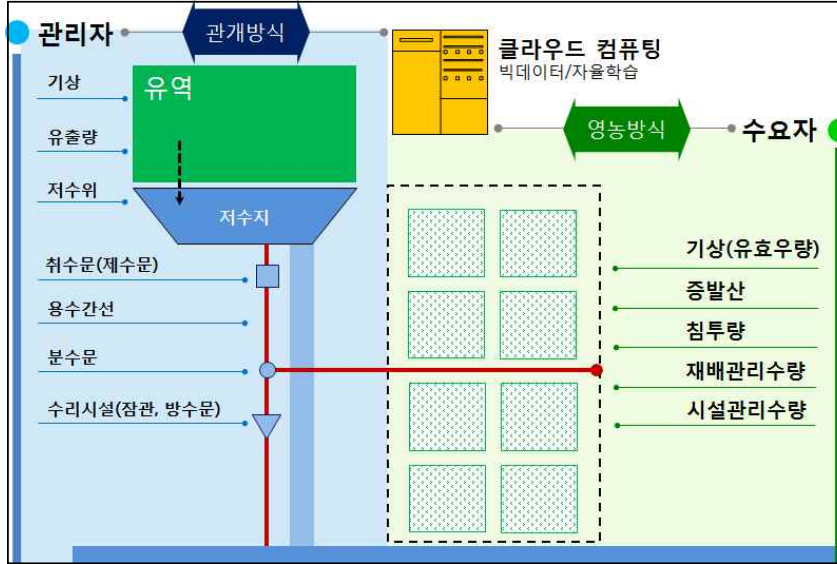 관리자
관개방식
클라우드 컴퓨팅
빅데이터/자율학습
영농방식
수요자
기상
유출량
저수위
유역
저수지
취수문(제수문)
용수간선
분수문
수리시설(잠관, 방수문)
기상(유효우량)
증발산
침투량
재배관리수량
시설관리수량